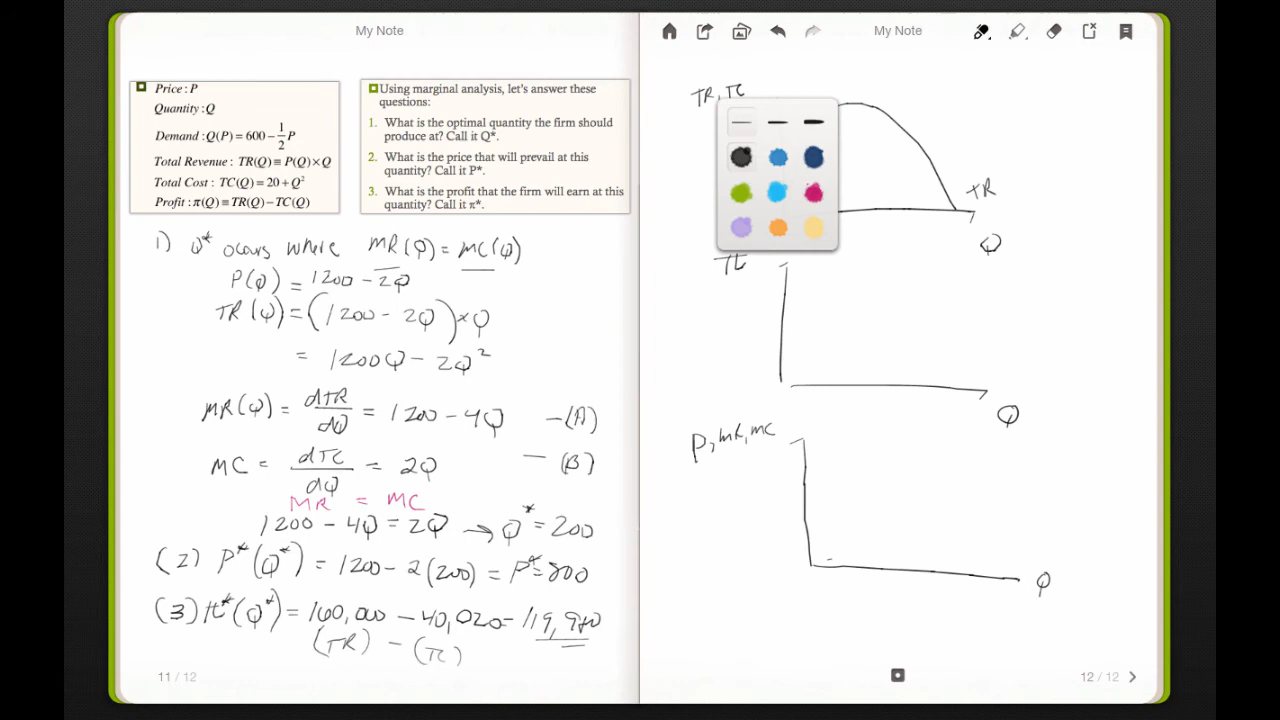 My Note
Price : P
Quantity : Q
Demand : Q(P) = 600 − 1/2 P
Total Revenue : TR(Q) ≡ P(Q) × Q
Total Cost : TC(Q) = 20 + Q²
Profit : π(Q) ≡ TR(Q) − TC(Q)
Using marginal analysis, let's answer these
questions:
1. What is the optimal quantity the firm should
produce at? Call it Q*.
2. What is the price that will prevail at this
quantity? Call it P*.
3. What is the profit that the firm will earn at this
quantity? Call it π*.
1) Q* occurs where MR(Q) = MC(Q)
P(Q) = 1200 − 2Q
TR(Q) = (1200 − 2Q) × Q
= 1200Q − 2Q²
MR(Q) = dTR/dQ = 1200 − 4Q — (A)
MC = dTC/dQ = 2Q — (B)
MR = MC
1200 − 4Q = 2Q → Q* = 200
(2) P*(Q*) = 1200 − 2(200) = P* = 800
(3) π*(Q*) = 160,000 − 40,020 = 119,980
(TR) − (TC)
11 / 12
My Note
TR, TC
TR
Q
Q
P, MR, MC
Q
12 / 12